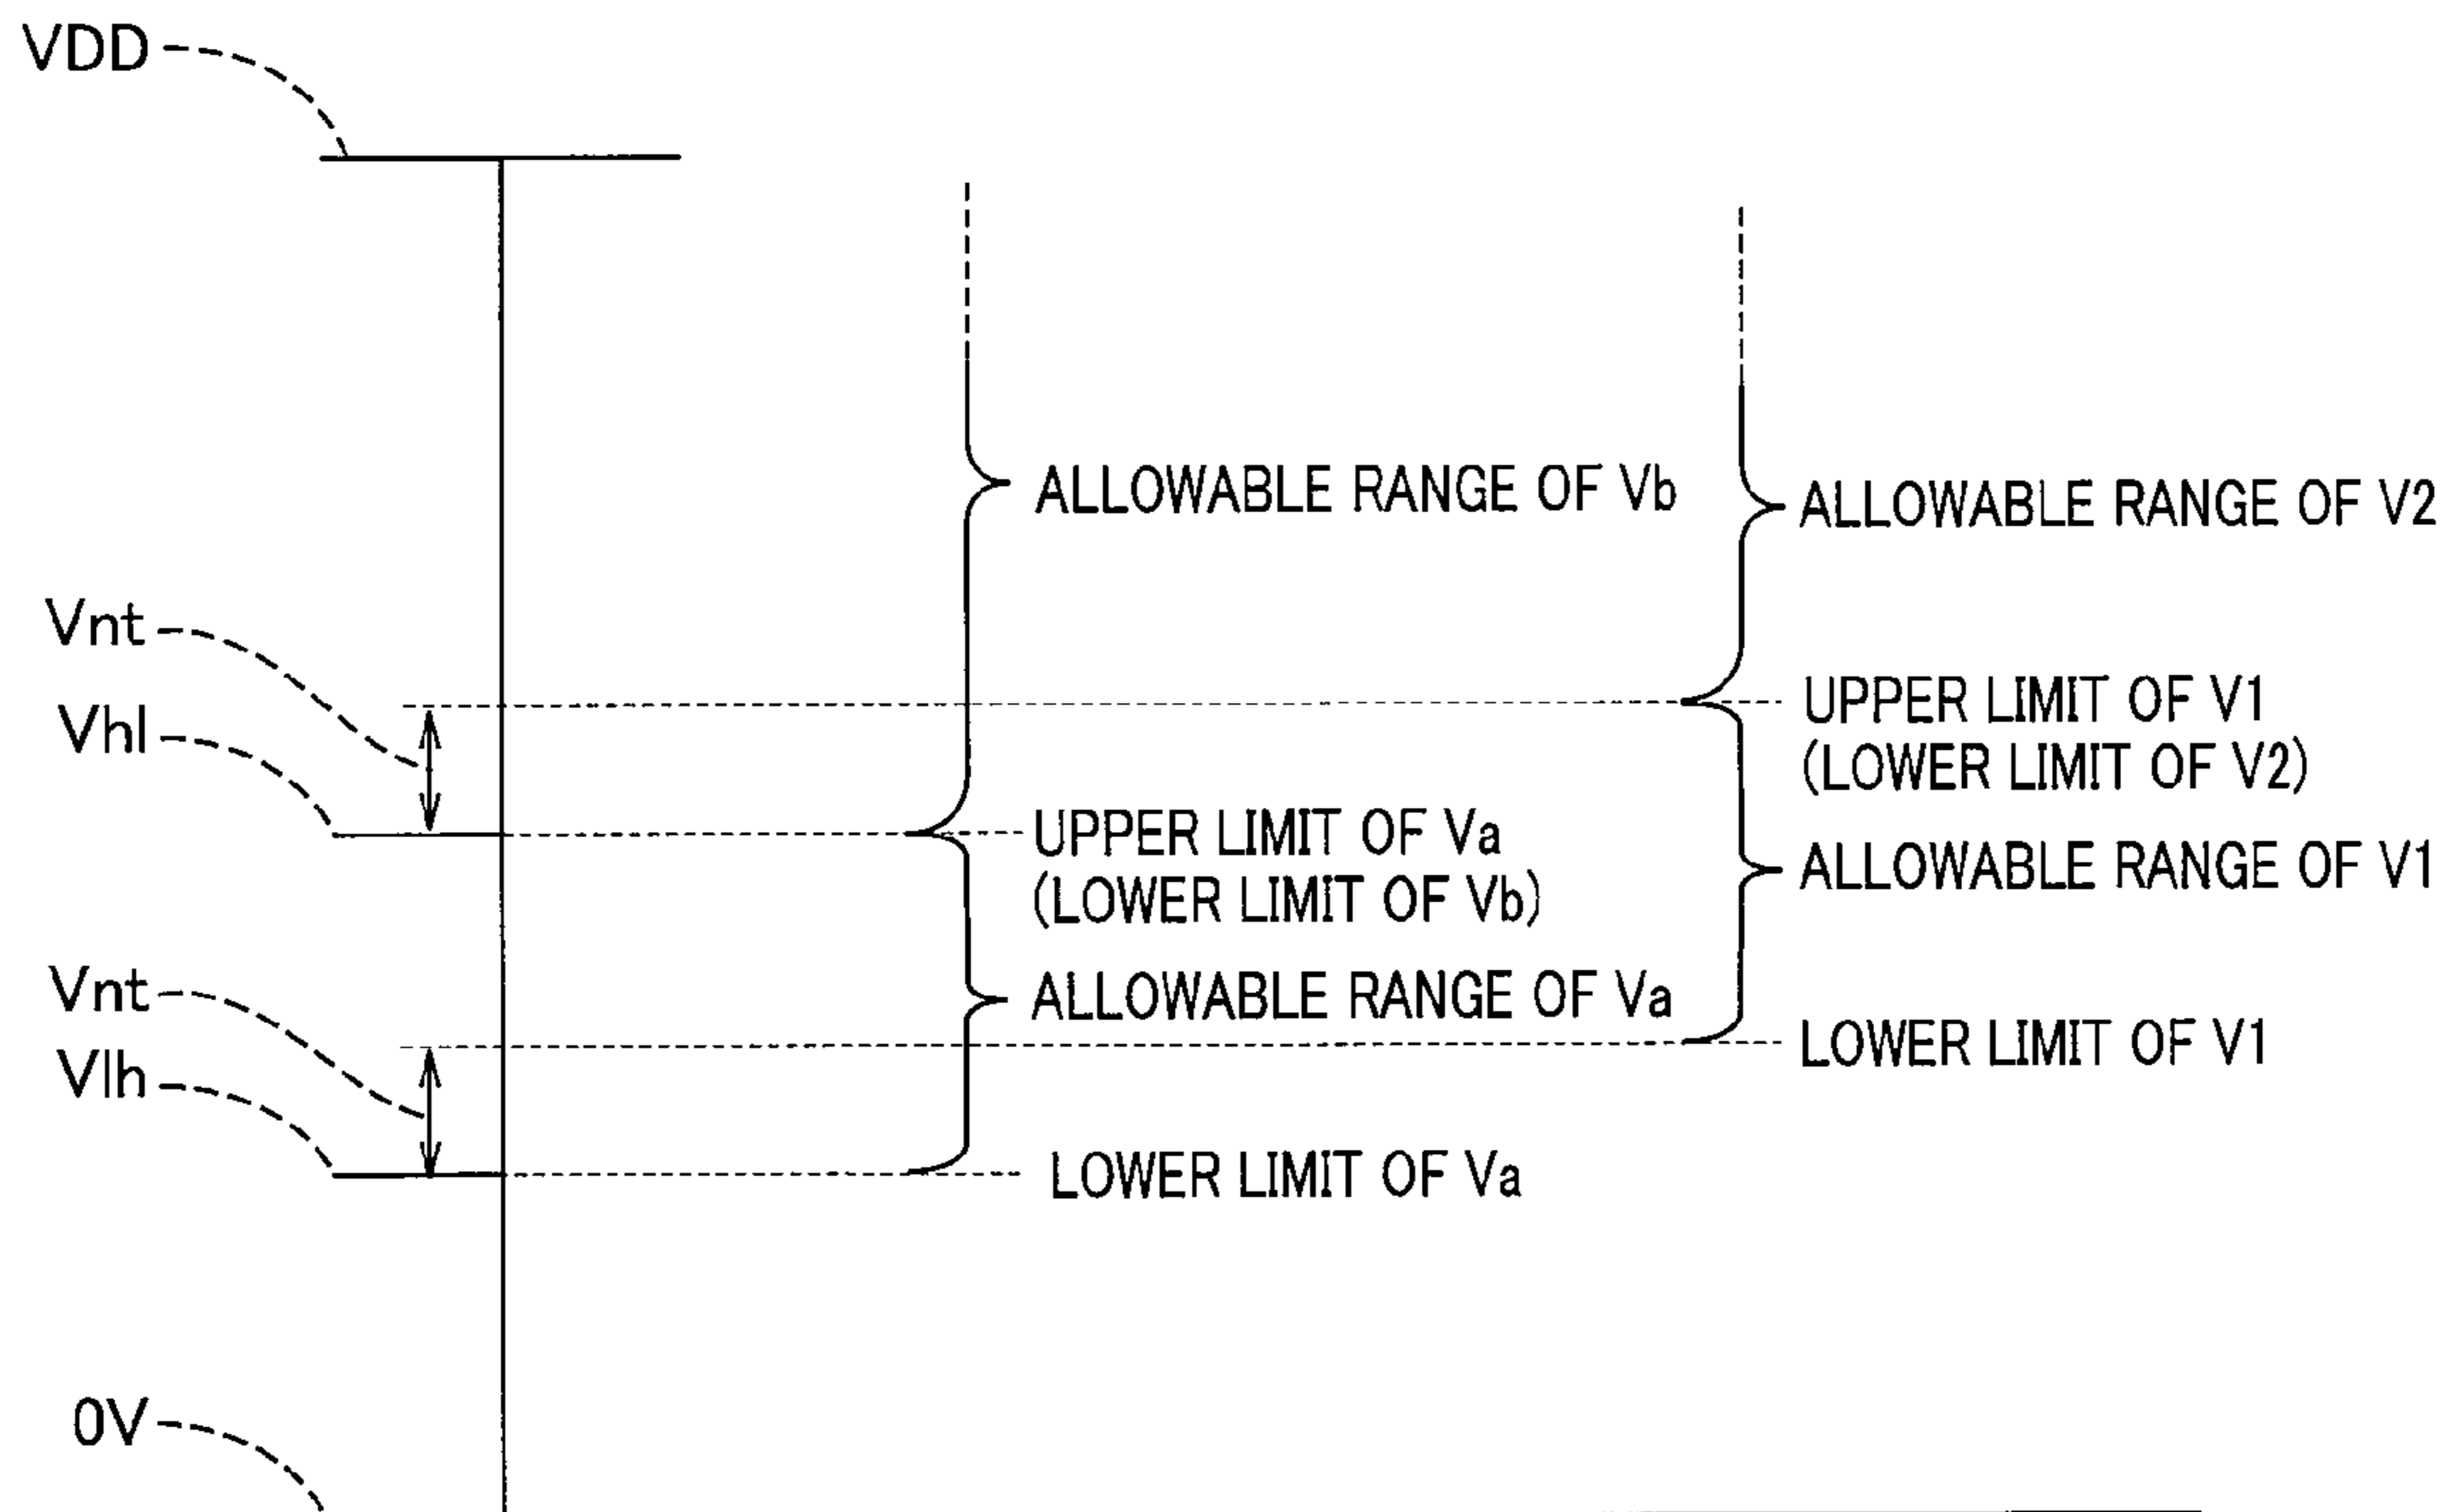 VDD
ALLOWABLE RANGE OF Vb
ALLOWABLE RANGE OF V2
Vnt
UPPER LIMIT OF V1
(LOWER LIMIT OF V2)
Vhl
UPPER LIMIT OF Va
(LOWER LIMIT OF Vb)
ALLOWABLE RANGE OF V1
Vnt
ALLOWABLE RANGE OF Va
LOWER LIMIT OF V1
Vlh
LOWER LIMIT OF Va
0V